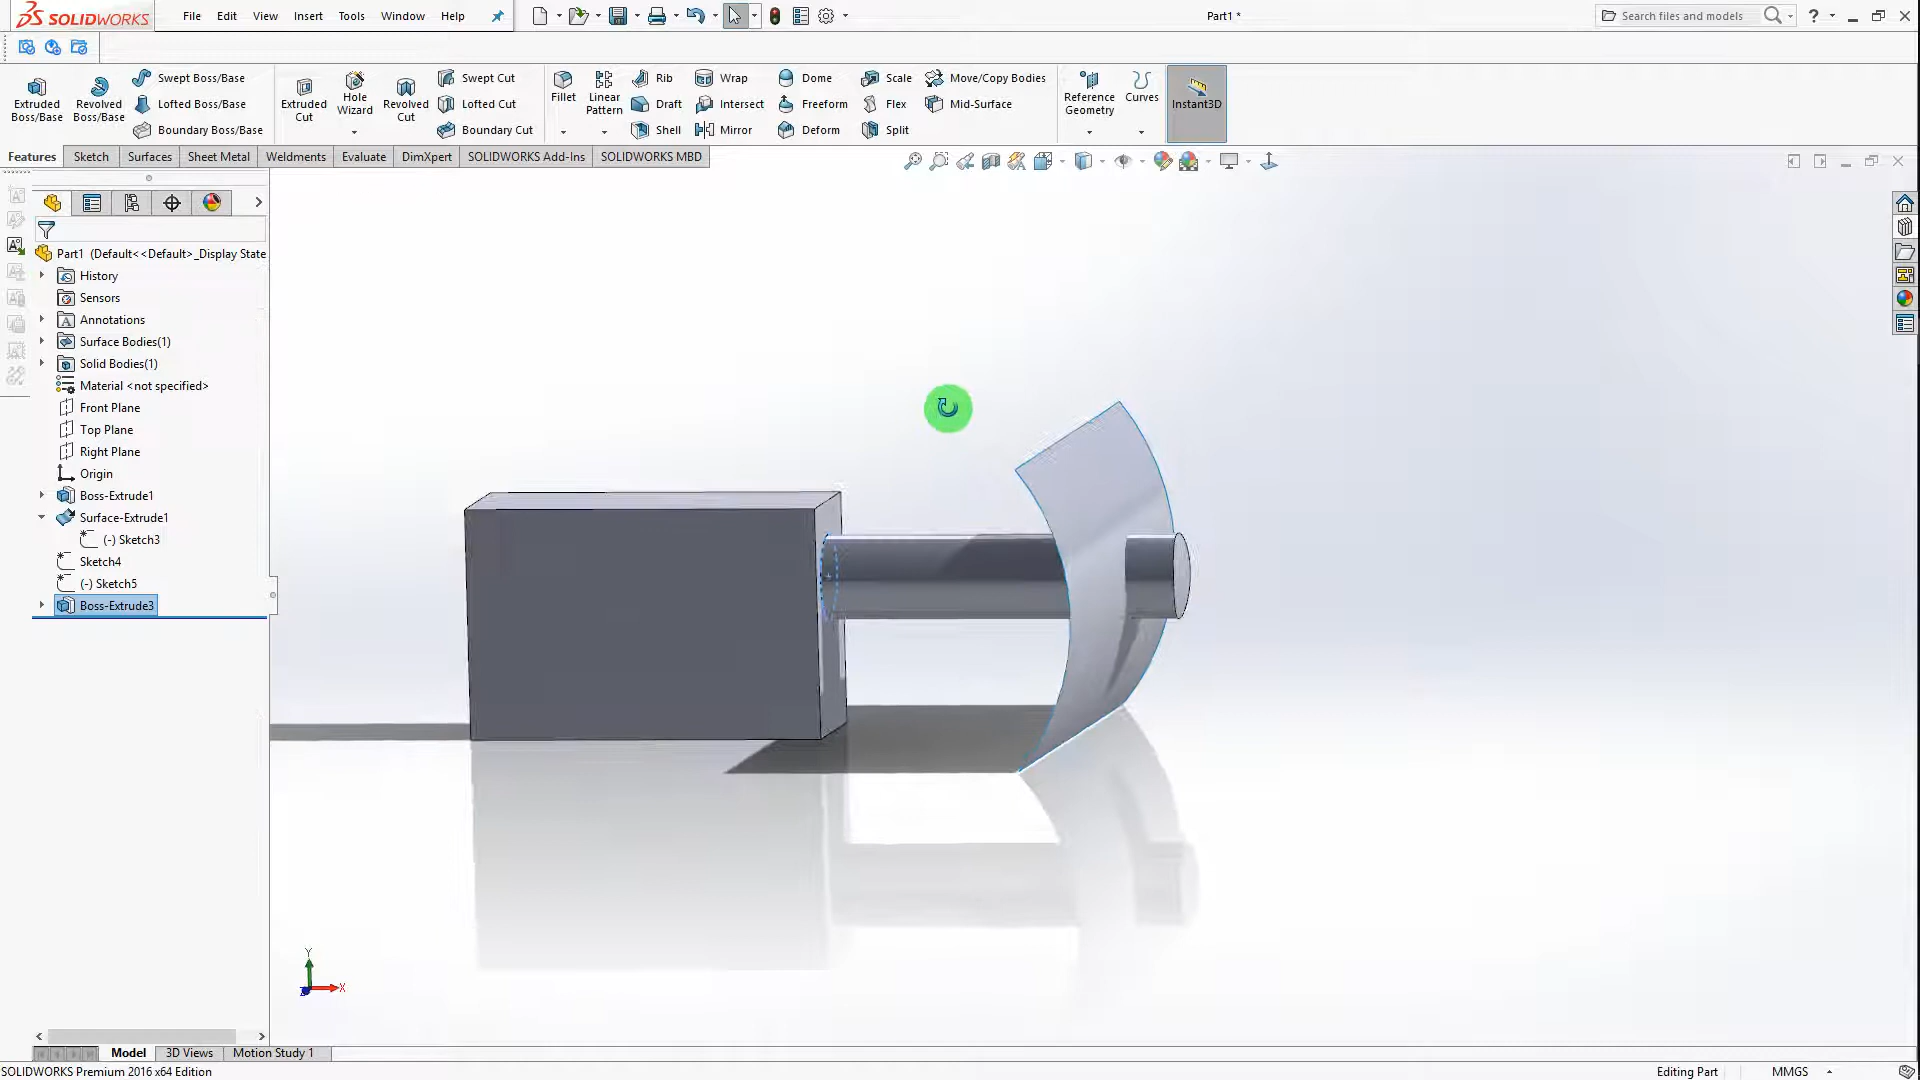 SOLIDWORKS File Edit View Insert Tools Window Help Part1 * Search files and models
Extruded Boss/Base
Revolved Boss/Base
Swept Boss/Base
Lofted Boss/Base
Boundary Boss/Base
Extruded Cut
Hole Wizard
Revolved Cut
Swept Cut
Lofted Cut
Boundary Cut
Fillet
Linear Pattern
Rib
Draft
Shell
Wrap
Intersect
Mirror
Dome
Freeform
Deform
Scale
Flex
Split
Move/Copy Bodies
Mid-Surface
Reference Geometry
Curves
Instant3D
Features Sketch Surfaces Sheet Metal Weldments Evaluate DimXpert SOLIDWORKS Add-Ins SOLIDWORKS MBD
Part1 (Default<<Default>_Display State
History
Sensors
Annotations
Surface Bodies(1)
Solid Bodies(1)
Material <not specified>
Front Plane
Top Plane
Right Plane
Origin
Boss-Extrude1
Surface-Extrude1
(-) Sketch3
Sketch4
(-) Sketch5
Boss-Extrude3
Y
X
Z
Model 3D Views Motion Study 1
SOLIDWORKS Premium 2016 x64 Edition Editing Part MMGS